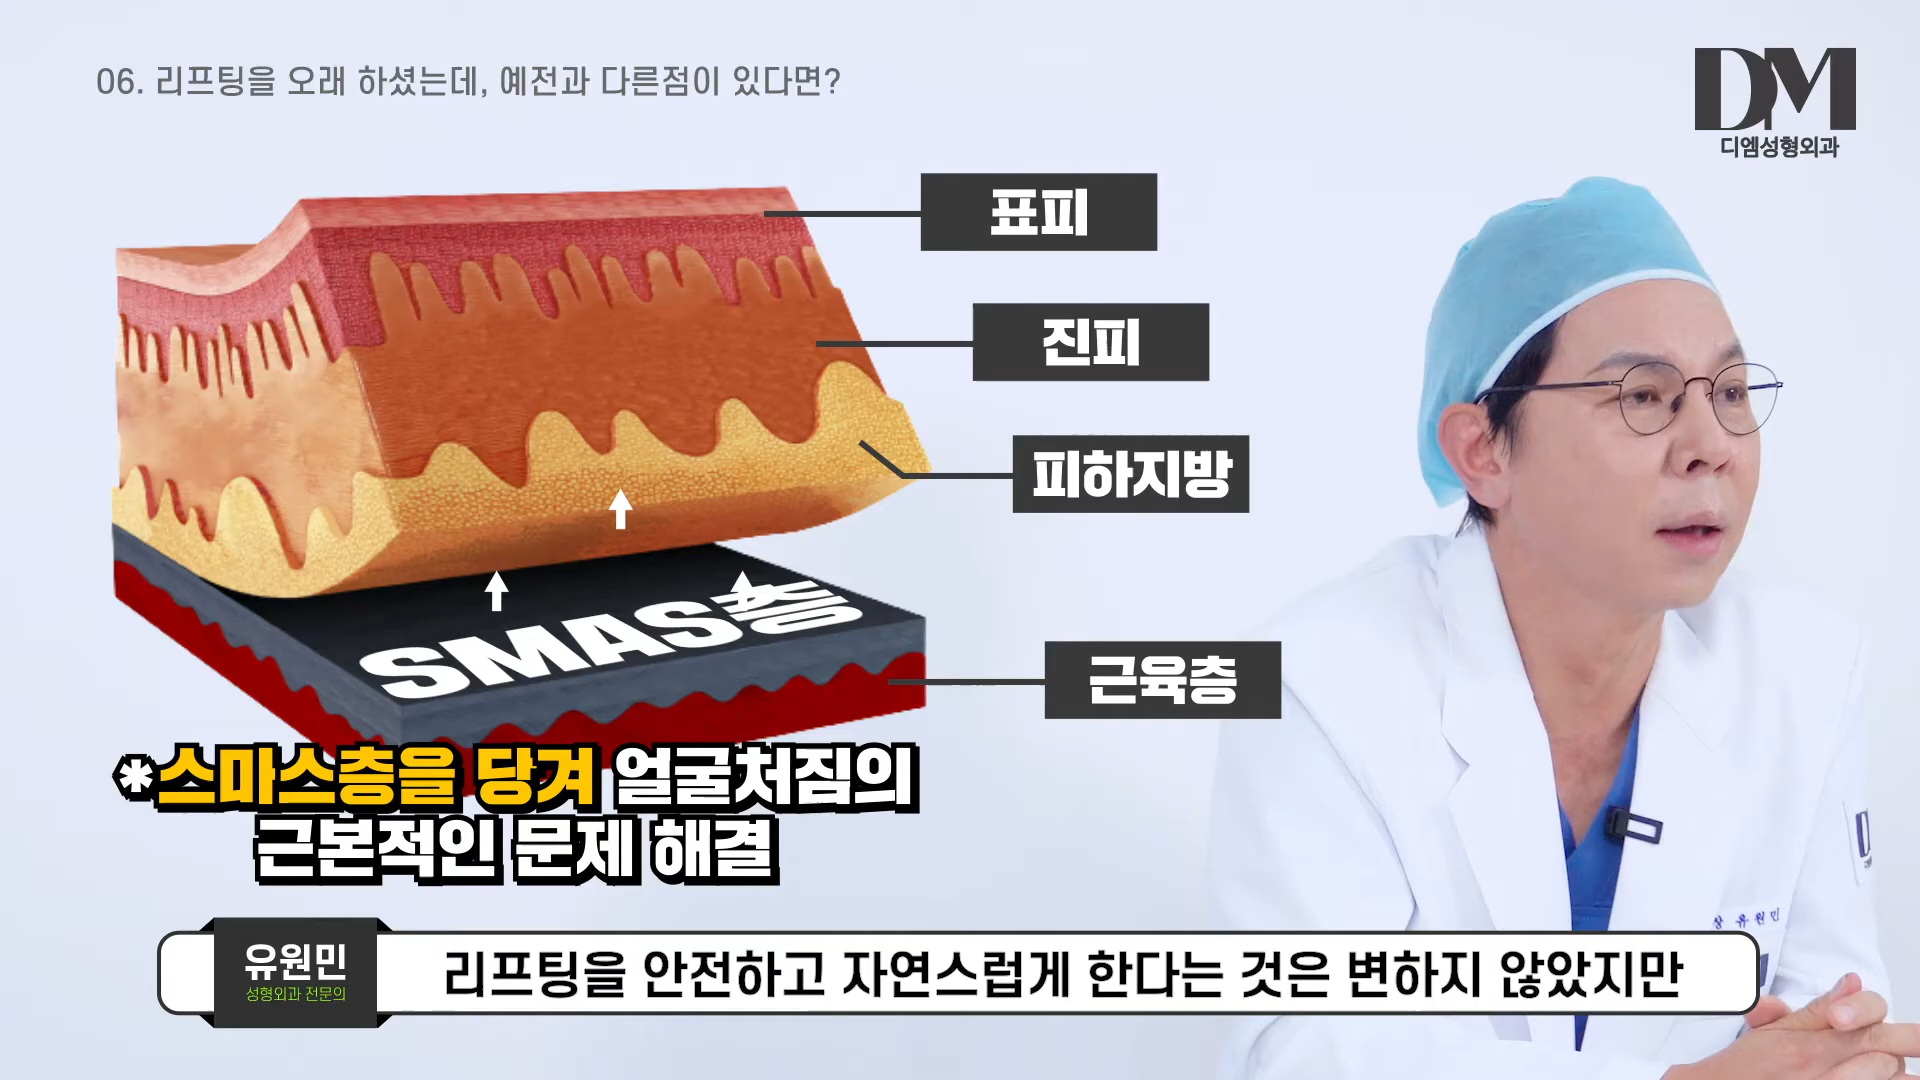 06. 리프팅을 오래 하셨는데, 예전과 다른점이 있다면?
DM
디엠성형외과
표피
진피
피하지방
SMAS층
근육층
*스마스층을 당겨 얼굴처짐의
근본적인 문제 해결
유원민
성형외과 전문의
리프팅을 안전하고 자연스럽게 한다는 것은 변하지 않았지만
장 유원민